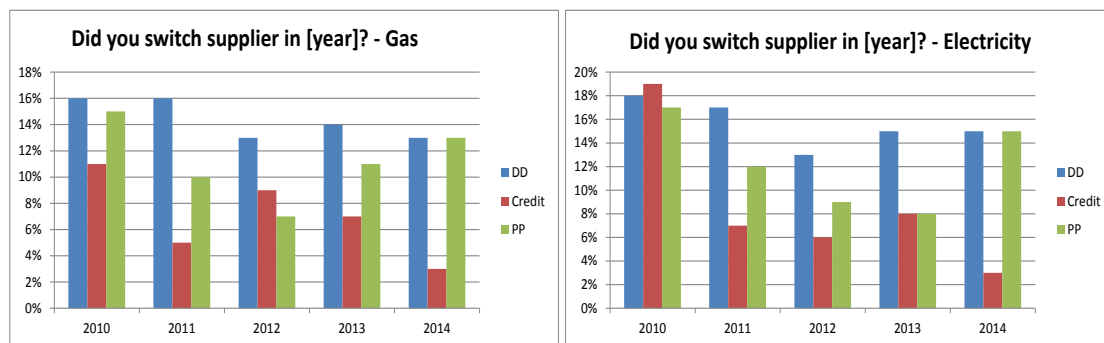 Did you switch supplier in [year]? - Gas
18%
16%
14%
12%
10%
8%
6%
4%
2%
0%
2010 2011 2012 2013 2014
DD
Credit
PP
Did you switch supplier in [year]? - Electricity
20%
18%
16%
14%
12%
10%
8%
6%
4%
2%
0%
2010 2011 2012 2013 2014
DD
Credit
PP